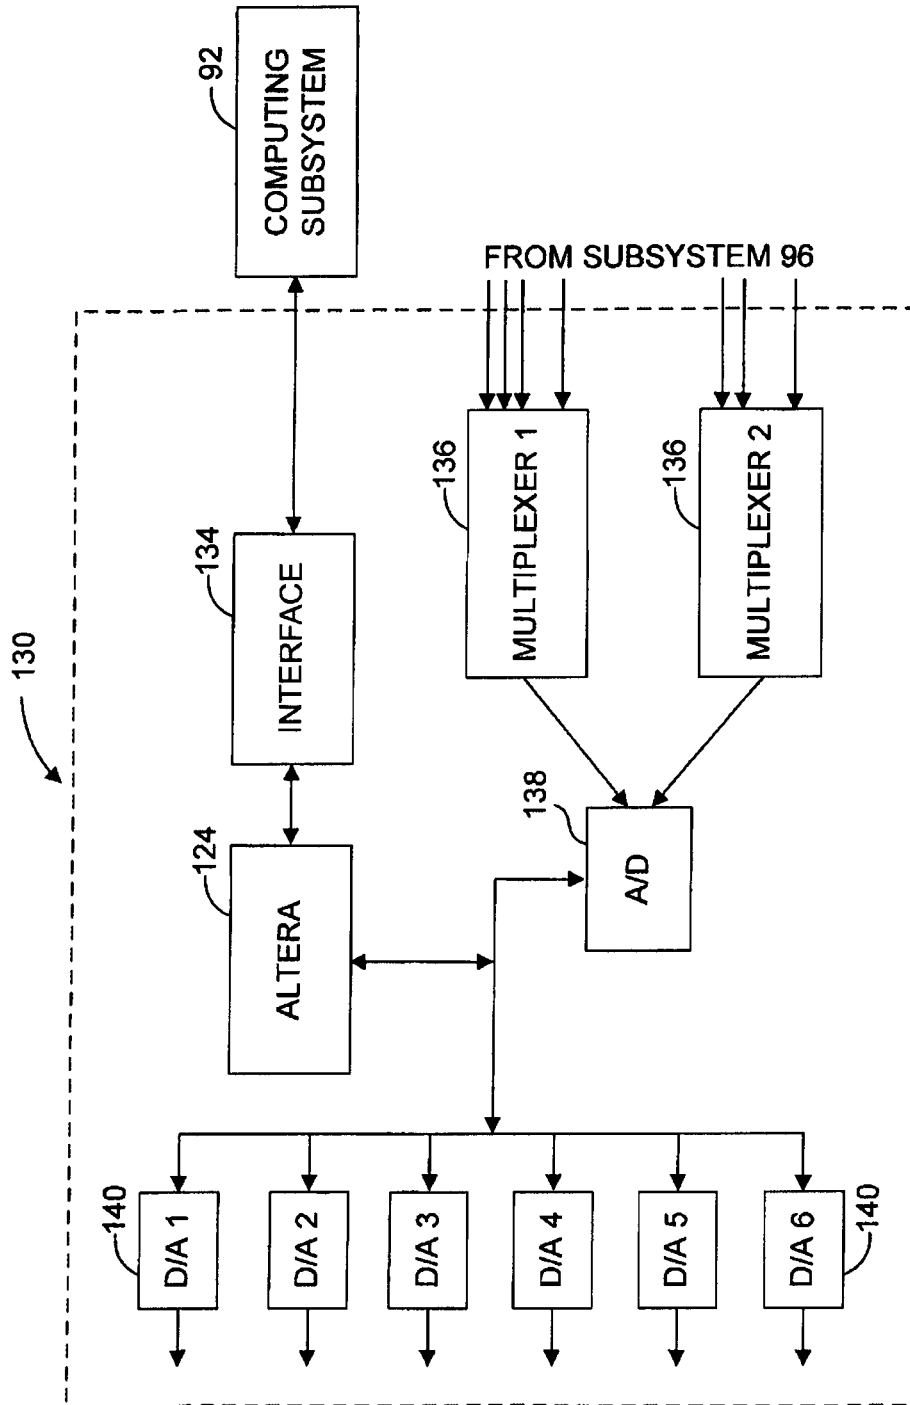 130
92
COMPUTING
SUBSYSTEM
134
INTERFACE
124
ALTERA
FROM SUBSYSTEM 96
136
MULTIPLEXER 1
136
MULTIPLEXER 2
138
A/D
140
D/A 1
D/A 2
D/A 3
D/A 4
D/A 5
D/A 6
140